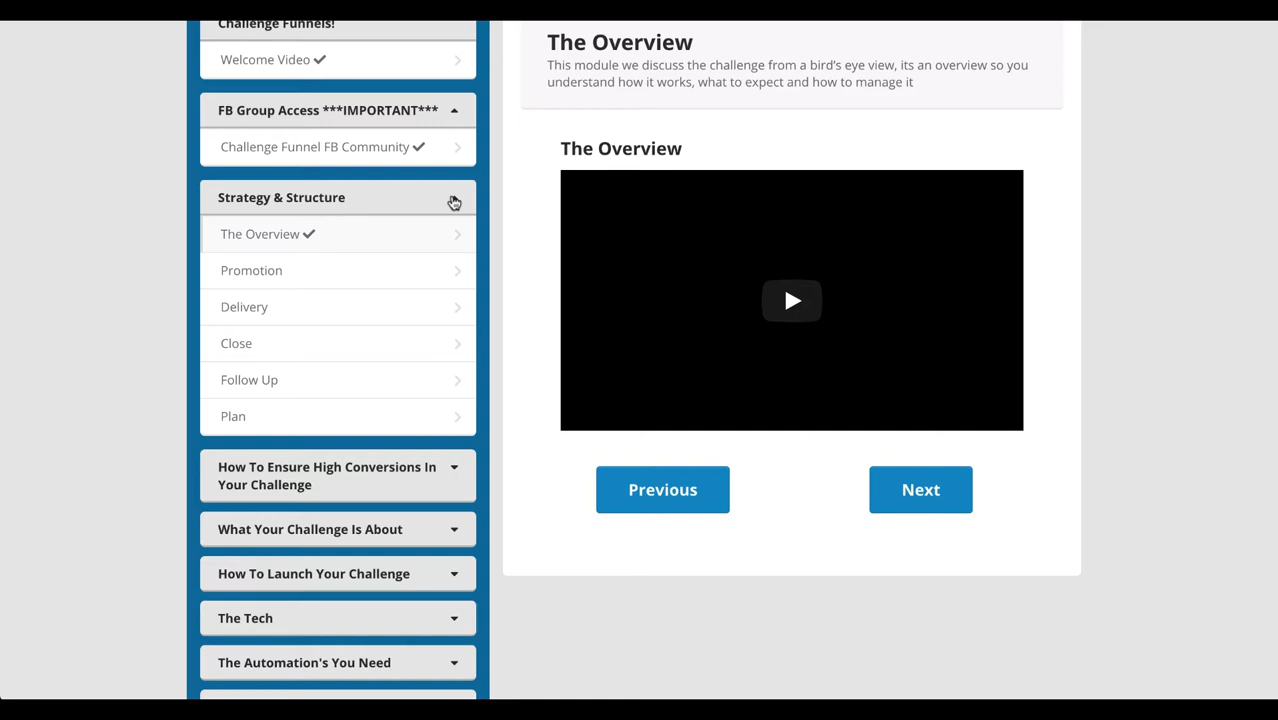 Challenge Funnels!
Welcome Video
FB Group Access ***IMPORTANT***
Challenge Funnel FB Community
Strategy & Structure
The Overview
Promotion
Delivery
Close
Follow Up
Plan
How To Ensure High Conversions In
Your Challenge
What Your Challenge Is About
How To Launch Your Challenge
The Tech
The Automation's You Need
The Overview
This module we discuss the challenge from a bird's eye view, its an overview so you
understand how it works, what to expect and how to manage it
The Overview
Previous
Next